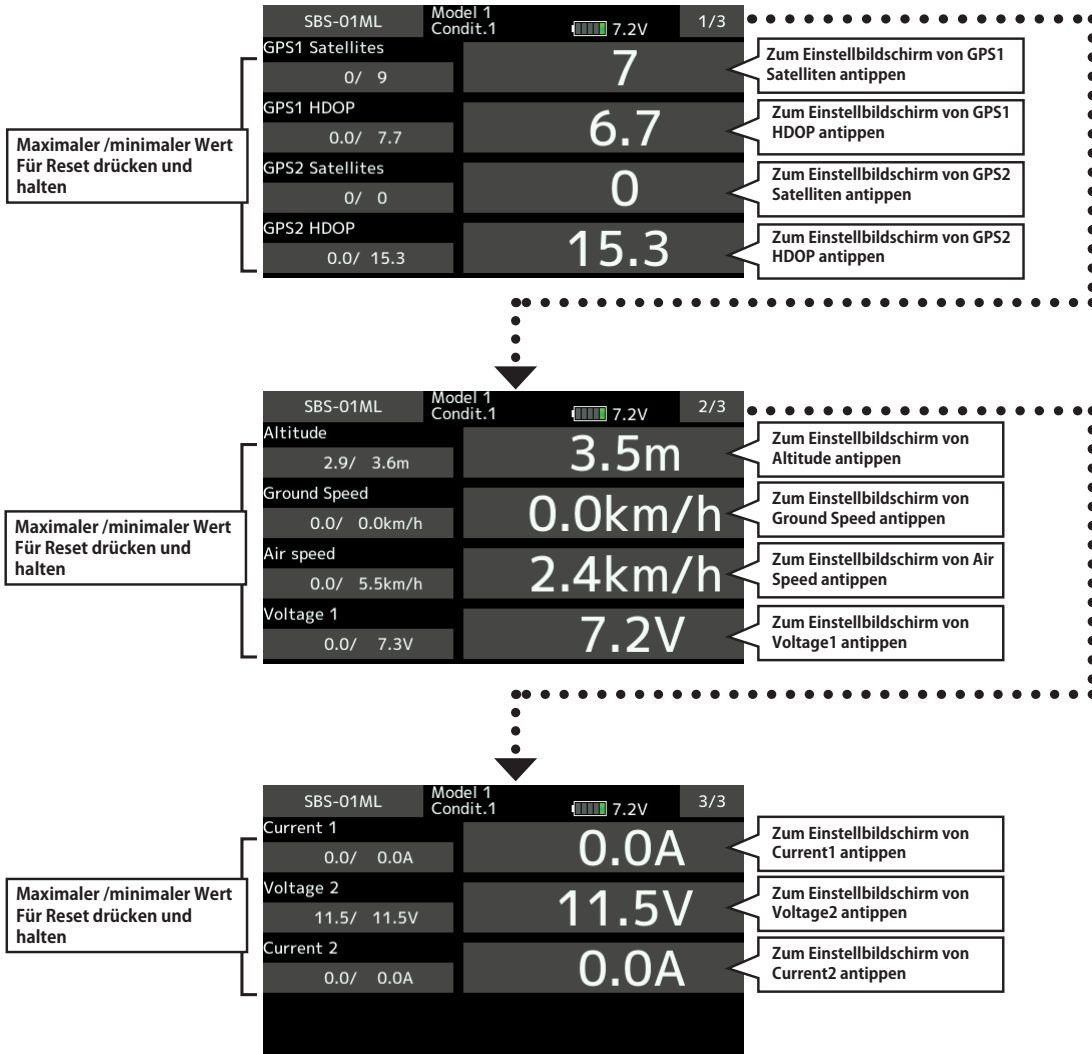 SBS-01ML
Model 1
Condit.1
7.2V
1/3
GPS1 Satellites
0/ 9
7
GPS1 HDOP
0.0/ 7.7
6.7
GPS2 Satellites
0/ 0
0
GPS2 HDOP
0.0/ 15.3
15.3
Maximaler /minimaler Wert
Für Reset drücken und
halten
Zum Einstellbildschirm von GPS1
Satelliten antippen
Zum Einstellbildschirm von GPS1
HDOP antippen
Zum Einstellbildschirm von GPS2
Satelliten antippen
Zum Einstellbildschirm von GPS2
HDOP antippen
SBS-01ML
Model 1
Condit.1
7.2V
2/3
Altitude
2.9/ 3.6m
3.5m
Ground Speed
0.0/ 0.0km/h
0.0km/h
Air speed
0.0/ 5.5km/h
2.4km/h
Voltage 1
0.0/ 7.3V
7.2V
Maximaler /minimaler Wert
Für Reset drücken und
halten
Zum Einstellbildschirm von
Altitude antippen
Zum Einstellbildschirm von
Ground Speed antippen
Zum Einstellbildschirm von Air
Speed antippen
Zum Einstellbildschirm von
Voltage1 antippen
SBS-01ML
Model 1
Condit.1
7.2V
3/3
Current 1
0.0/ 0.0A
0.0A
Voltage 2
11.5/ 11.5V
11.5V
Current 2
0.0/ 0.0A
0.0A
Maximaler /minimaler Wert
Für Reset drücken und
halten
Zum Einstellbildschirm von
Current1 antippen
Zum Einstellbildschirm von
Voltage2 antippen
Zum Einstellbildschirm von
Current2 antippen